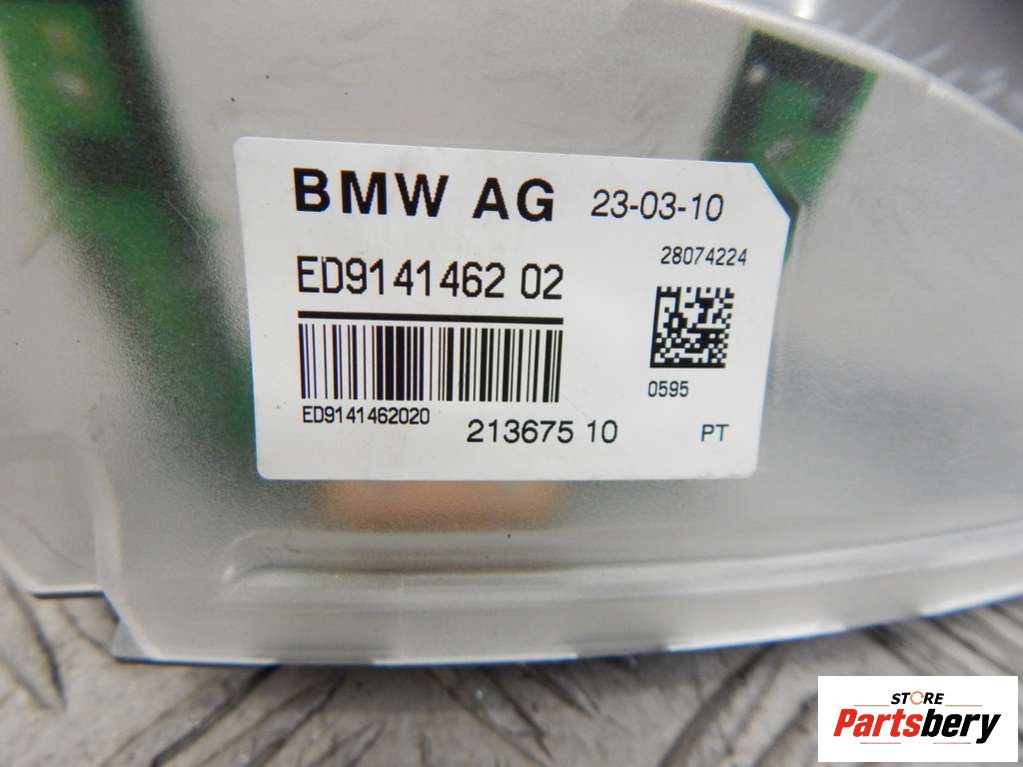 BMW AG 23-03-10
28074224
ED9141462 02
0595
ED9141462020
213675 10
PT
STORE
Partsbery